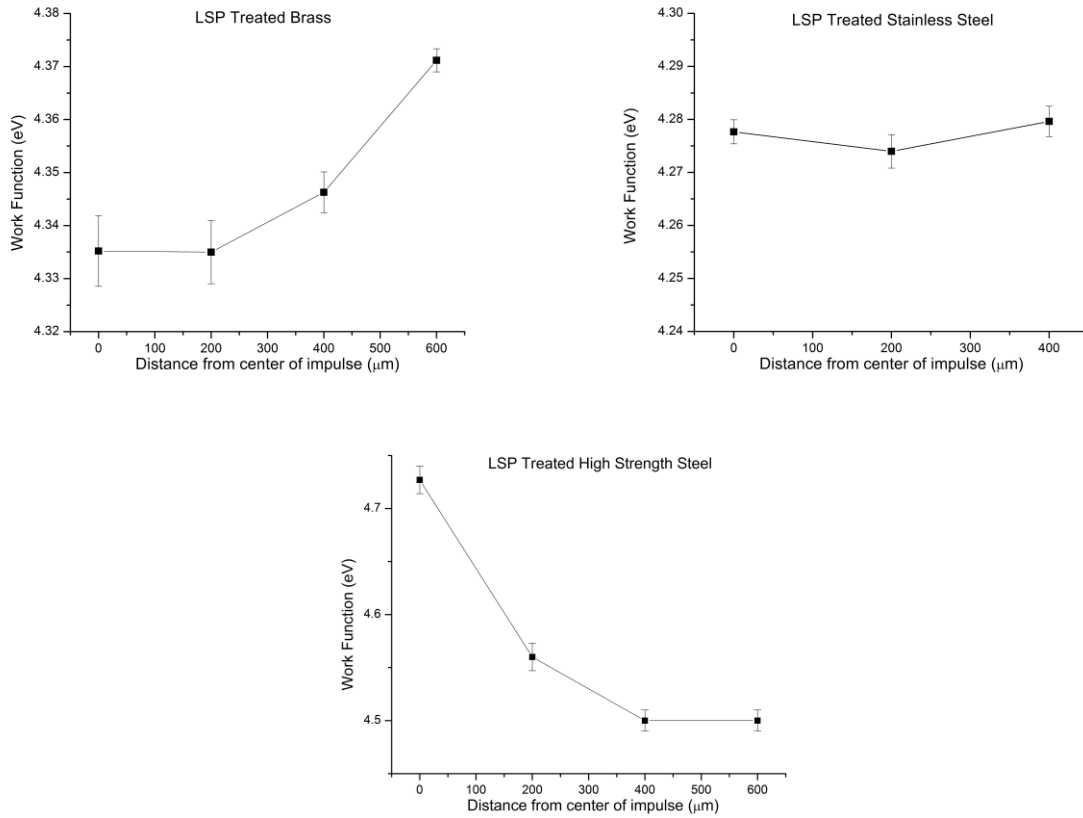 LSP Treated Brass
Work Function (eV)
4.38
4.37
4.36
4.35
4.34
4.33
4.32
0 100 200 300 400 500 600
Distance from center of impulse (μm)
LSP Treated Stainless Steel
Work Function (eV)
4.30
4.29
4.28
4.27
4.26
4.25
4.24
0 100 200 300 400
Distance from center of impulse (μm)
LSP Treated High Strength Steel
Work Function (eV)
4.7
4.6
4.5
0 100 200 300 400 500 600
Distance from center of impulse (μm)